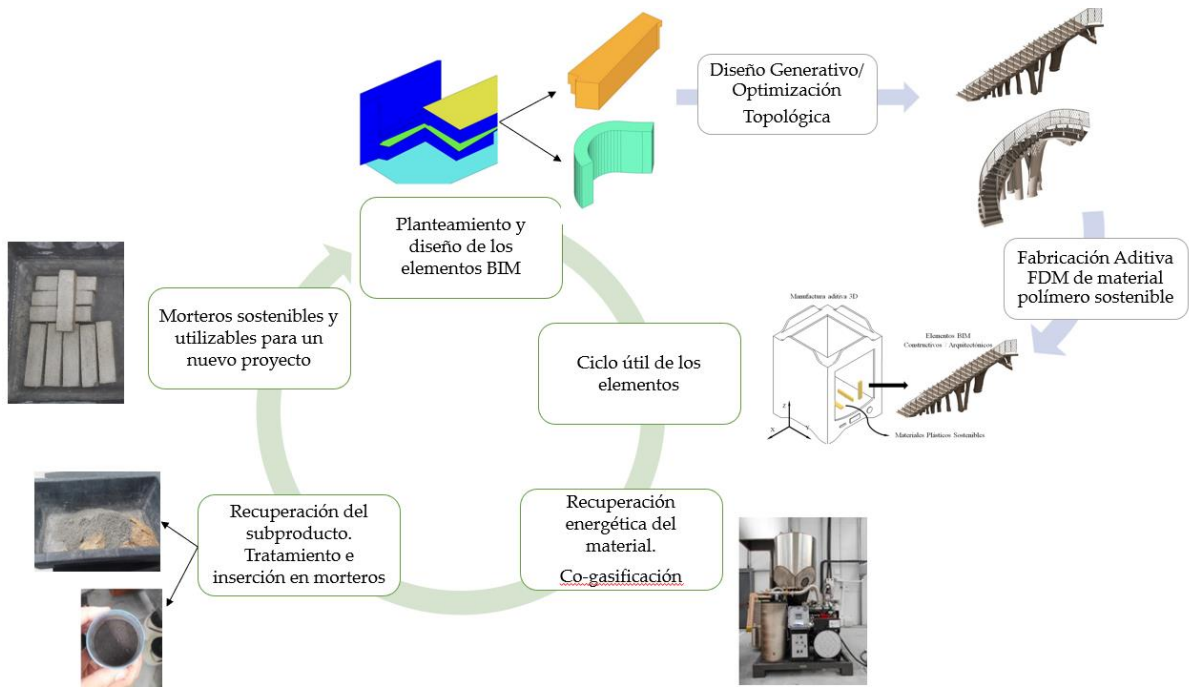 Diseño Generativo/
Optimización
Topológica
Planteamiento y
diseño de los
elementos BIM
Fabricación Aditiva
FDM de material
polímero sostenible
Manufactura aditiva 3D
Elementos BIM
Constructivos - Arquitectónicos
Z
X
Y
Materiales Plásticos Sostenibles
Ciclo útil de los
elementos
Recuperación
energética del
material.
Co-gasificación
Recuperación del
subproducto.
Tratamiento e
inserción en morteros
Morteros sostenibles y
utilizables para un
nuevo proyecto